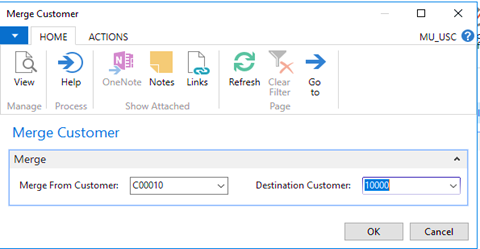 Merge Customer
HOME ACTIONS MU_USC ?
View Help OneNote Notes Links Refresh Clear Filter Go to
Manage Process Show Attached Page
Merge Customer
Merge
Merge From Customer: C00010 Destination Customer: 10000
OK Cancel